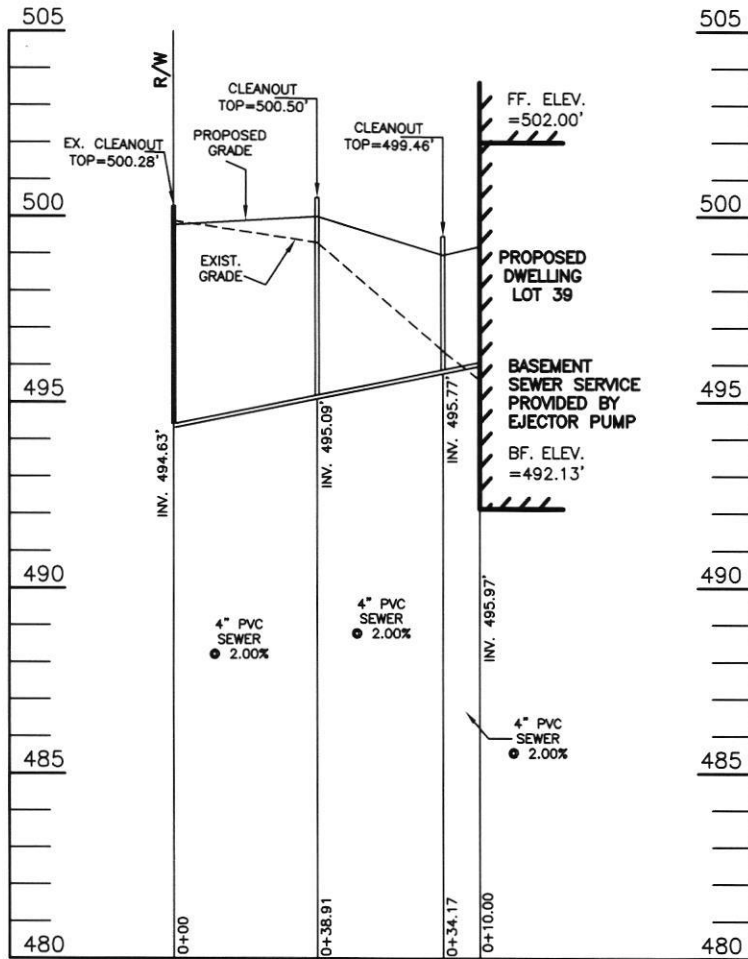 505
505
R/W
CLEANOUT
TOP=500.50'
FF. ELEV.
=502.00'
EX. CLEANOUT
TOP=500.28'
PROPOSED
GRADE
CLEANOUT
TOP=499.46'
500
500
EXIST.
GRADE
PROPOSED
DWELLING
LOT 39
BASEMENT
SEWER SERVICE
PROVIDED BY
EJECTOR PUMP
495
495
INV. 494.63'
INV. 495.09'
INV. 495.77'
BF. ELEV.
=492.13'
490
490
4" PVC
SEWER
@ 2.00%
4" PVC
SEWER
@ 2.00%
INV. 495.97'
4" PVC
SEWER
@ 2.00%
485
485
0+00
0+38.91
0+34.17
0+10.00
480
480